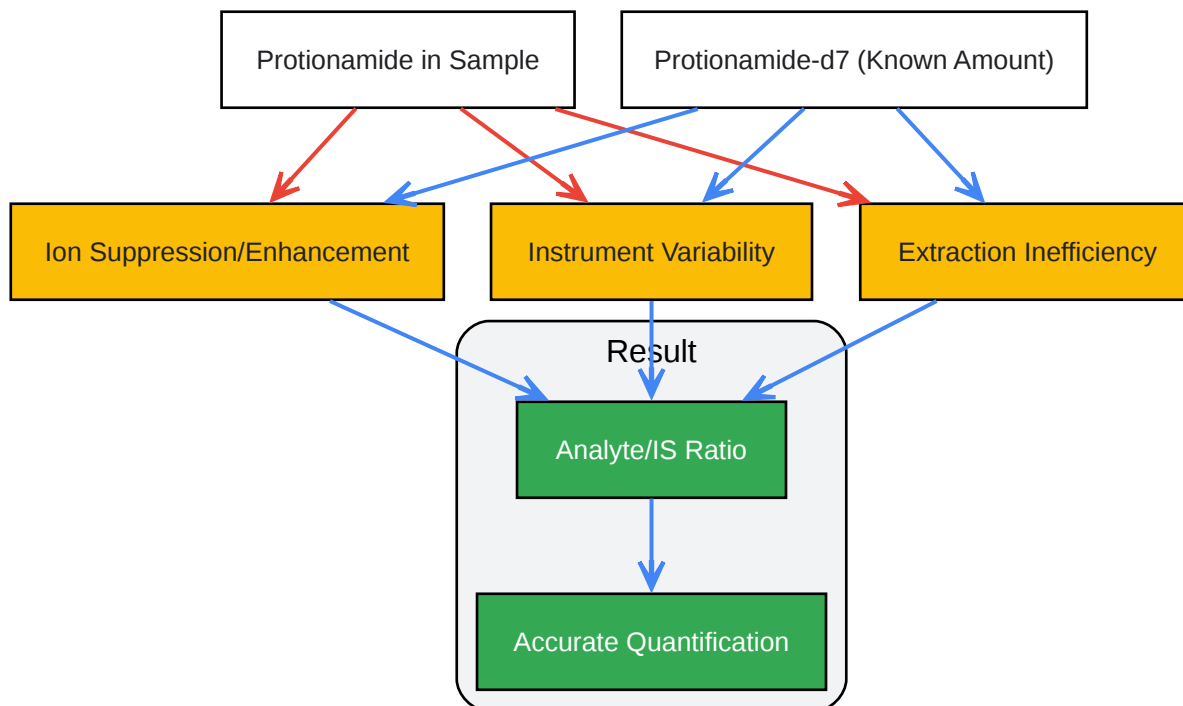 Protionamide in Sample
Protionamide-d7 (Known Amount)
Ion Suppression/Enhancement
Instrument Variability
Extraction Inefficiency
Result
Analyte/IS Ratio
Accurate Quantification